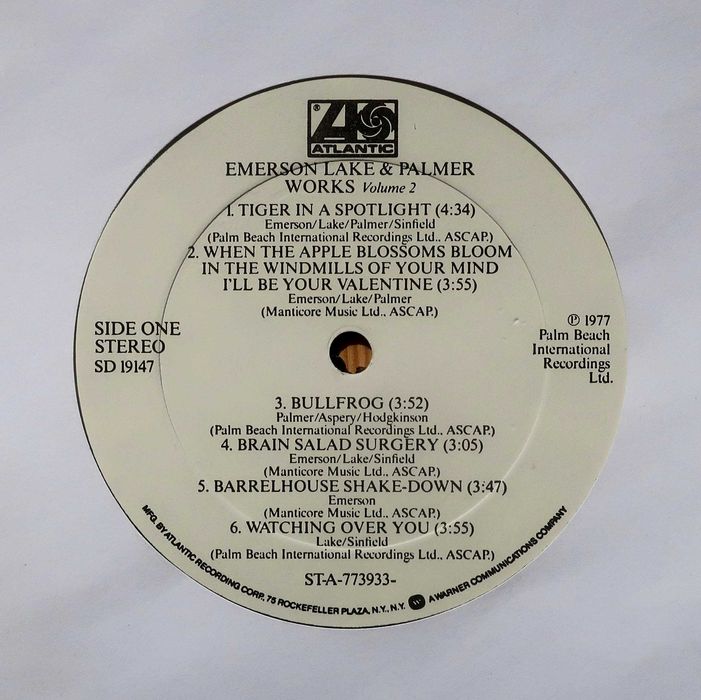 ®
ATLANTIC
EMERSON LAKE & PALMER
WORKS Volume 2
1. TIGER IN A SPOTLIGHT (4:34)
Emerson/Lake/Palmer/Sinfield
(Palm Beach International Recordings Ltd., ASCAP.)
2. WHEN THE APPLE BLOSSOMS BLOOM
IN THE WINDMILLS OF YOUR MIND
I'LL BE YOUR VALENTINE (3:55)
Emerson/Lake/Palmer
(Manticore Music Ltd., ASCAP.)
SIDE ONE
STEREO
SD 19147
℗ 1977
Palm Beach
International
Recordings
Ltd.
3. BULLFROG (3:52)
Palmer/Aspery/Hodgkinson
(Palm Beach International Recordings Ltd., ASCAP.)
4. BRAIN SALAD SURGERY (3:05)
Emerson/Lake/Sinfield
(Manticore Music Ltd., ASCAP.)
5. BARRELHOUSE SHAKE-DOWN (3:47)
Emerson
(Manticore Music Ltd., ASCAP.)
6. WATCHING OVER YOU (3:55)
Lake/Sinfield
(Palm Beach International Recordings Ltd., ASCAP.)
ST-A-773933-
MFG. BY ATLANTIC RECORDING CORP., 75 ROCKEFELLER PLAZA, N.Y., N.Y. A WARNER COMMUNICATIONS COMPANY